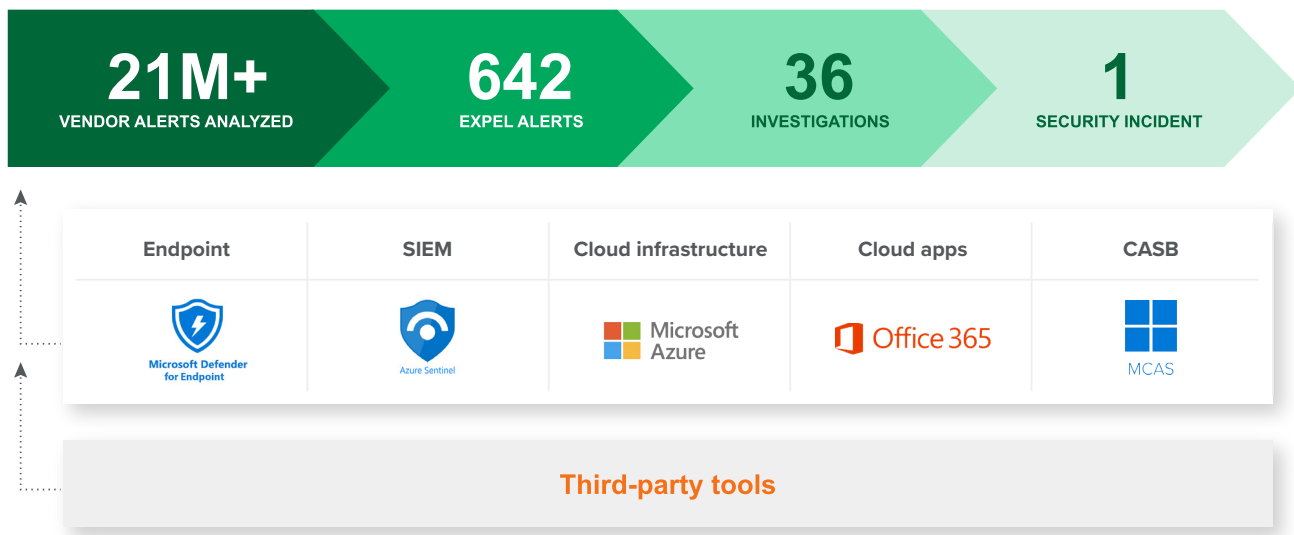 21M+
VENDOR ALERTS ANALYZED
642
EXPEL ALERTS
36
INVESTIGATIONS
1
SECURITY INCIDENT
Endpoint
SIEM
Cloud infrastructure
Cloud apps
CASB
Microsoft Defender
for Endpoint
Azure Sentinel
Microsoft
Azure
Office 365
MCAS
Third-party tools